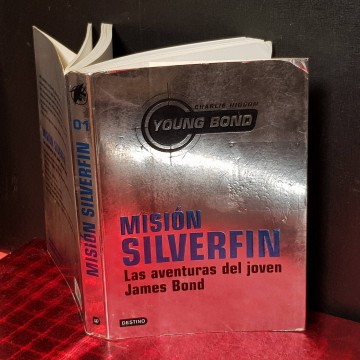 CHARLIE HIGSON
YOUNG BOND
MISIÓN
SILVERFIN
Las aventuras del joven
James Bond
DESTINO
01
MISIÓN SILVERFIN